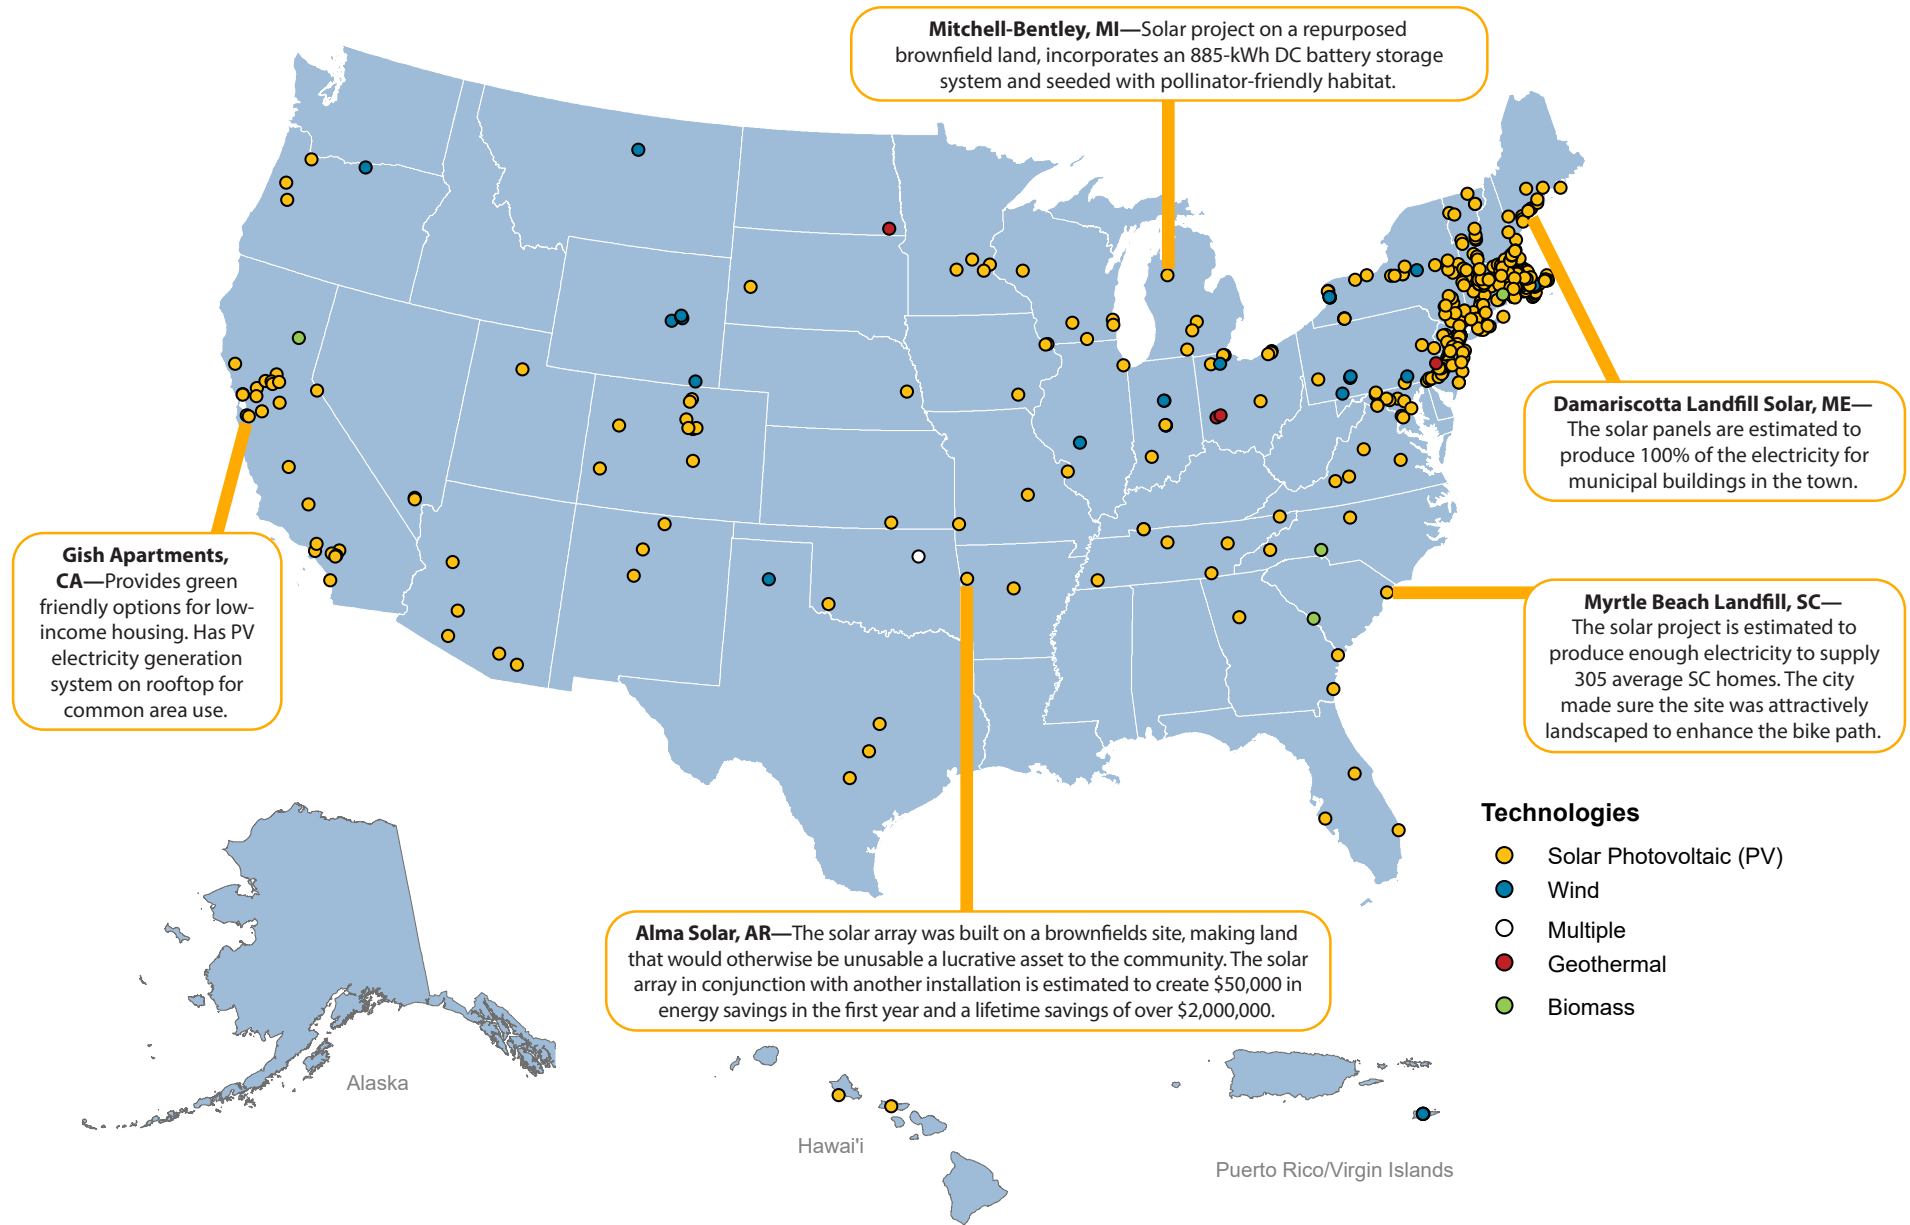 Mitchell-Bentley, MI—Solar project on a repurposed
brownfield land, incorporates an 885-kWh DC battery storage
system and seeded with pollinator-friendly habitat.
Damariscotta Landfill Solar, ME—
The solar panels are estimated to
produce 100% of the electricity for
municipal buildings in the town.
Gish Apartments,
CA—Provides green
friendly options for low-
income housing. Has PV
electricity generation
system on rooftop for
common area use.
Myrtle Beach Landfill, SC—
The solar project is estimated to
produce enough electricity to supply
305 average SC homes. The city
made sure the site was attractively
landscaped to enhance the bike path.
Alma Solar, AR—The solar array was built on a brownfields site, making land
that would otherwise be unusable a lucrative asset to the community. The solar
array in conjunction with another installation is estimated to create $50,000 in
energy savings in the first year and a lifetime savings of over $2,000,000.
Technologies
Solar Photovoltaic (PV)
Wind
Multiple
Geothermal
Biomass
Alaska
Hawai'i
Puerto Rico/Virgin Islands